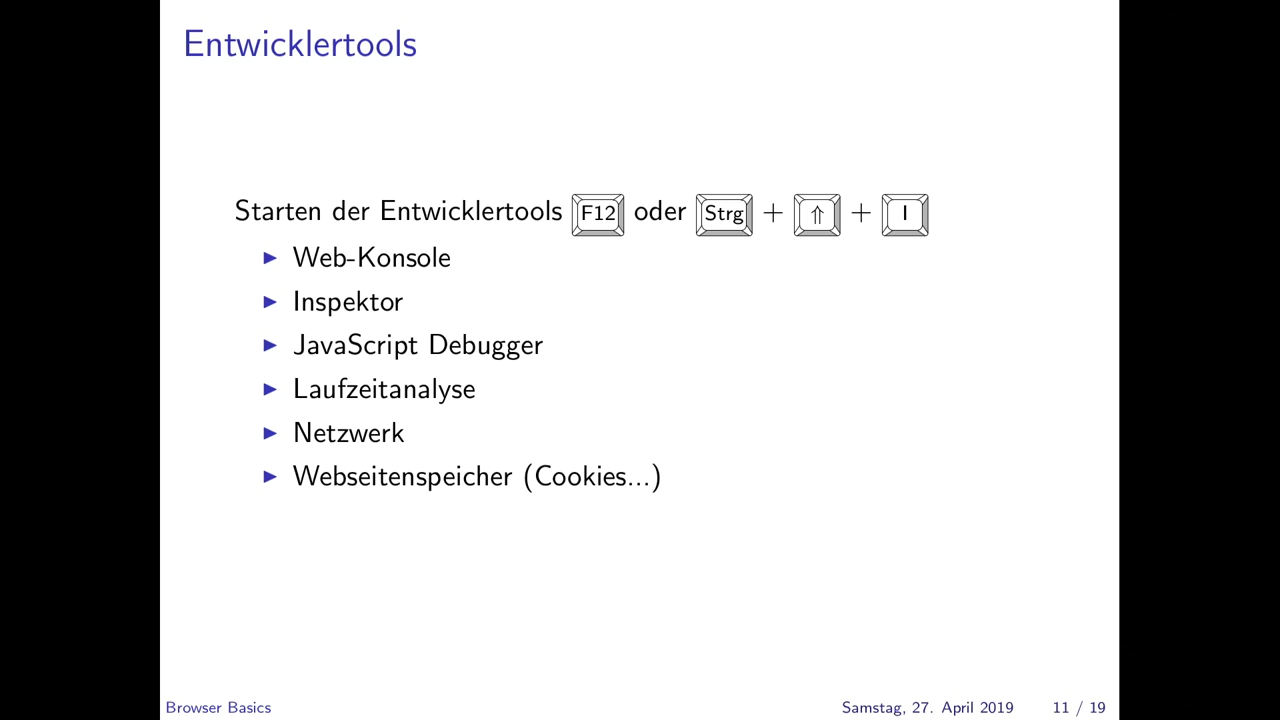 Entwicklertools
Starten der Entwicklertools F12 oder Strg + ⇑ + I
▶ Web-Konsole
▶ Inspektor
▶ JavaScript Debugger
▶ Laufzeitanalyse
▶ Netzwerk
▶ Webseitenspeicher (Cookies...)
Browser Basics Samstag, 27. April 2019 11 / 19